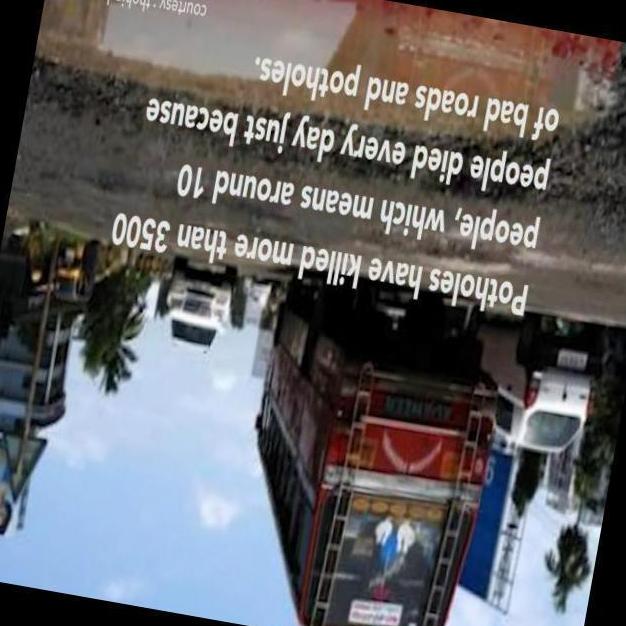 Potholes have killed more than 3500
people, which means around 10
people died every day just because
of bad roads and potholes.
courtesy: